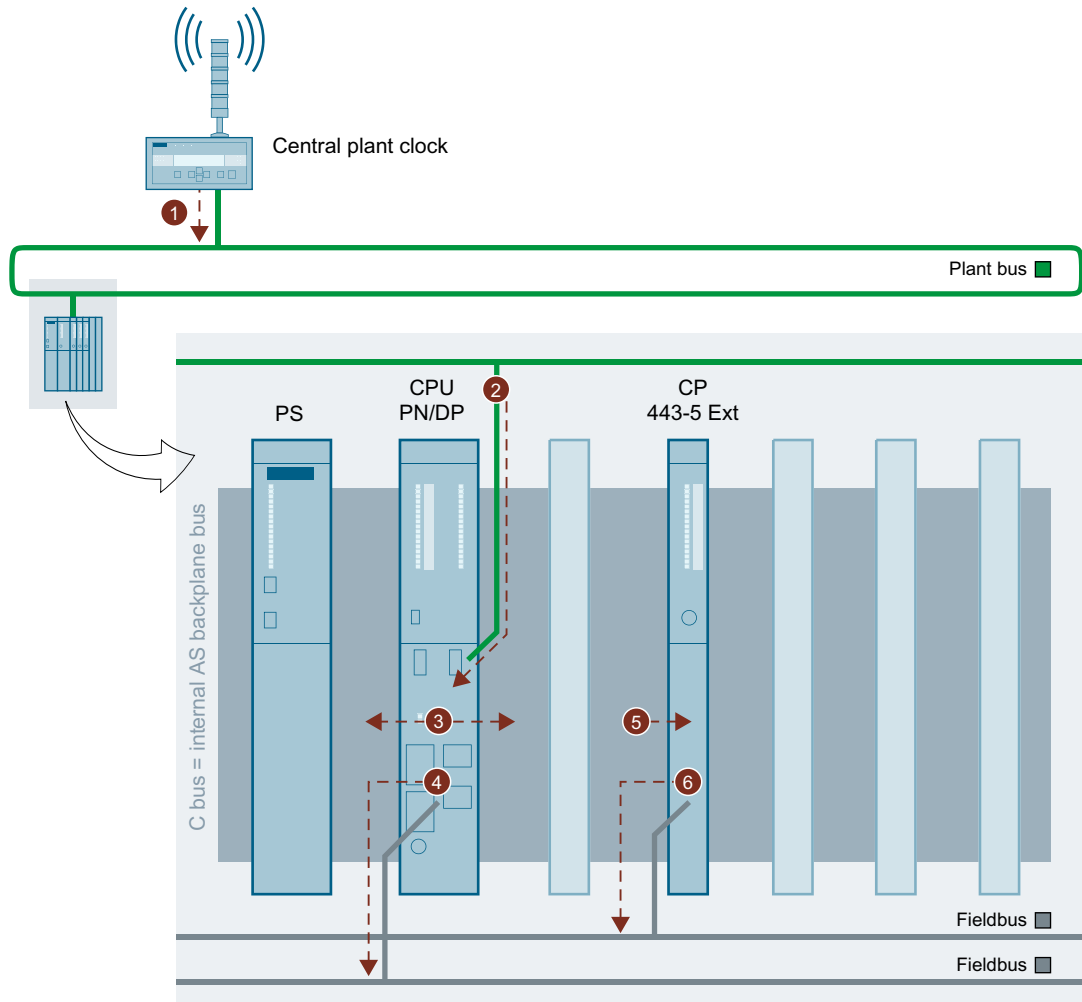 Central plant clock
1
Plant bus
PS
CPU
PN/DP
2
CP
443-5 Ext
C bus = internal AS backplane bus
3
5
4
6
Fieldbus
Fieldbus